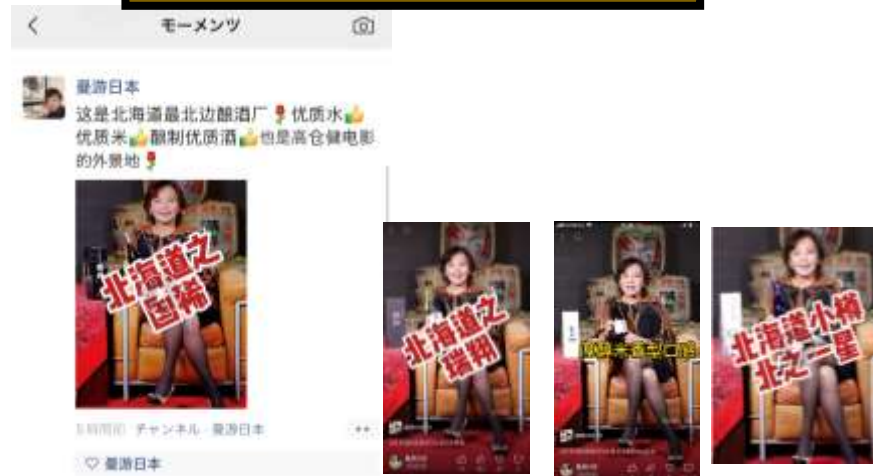 モーメンツ
曼游日本
这是北海道最北边酿酒厂🌹优质水👍
优质米👍酿制优质酒👍也是高仓健电影
的外景地🌹
北海道之
国稀
チャンネル·曼游日本
♡ 曼游日本
北海道之
瑞翔
北海道小樽
北之一星